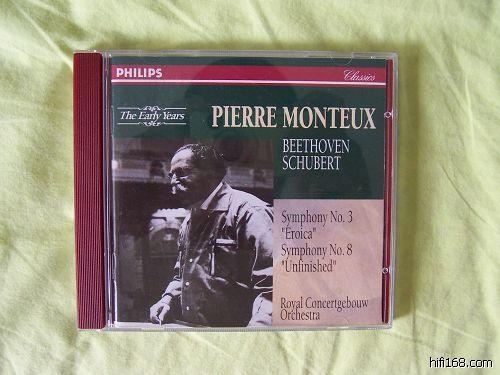 PHILIPS
Classics
The Early Years
PIERRE MONTEUX
BEETHOVEN
SCHUBERT
Symphony No. 3
"Eroica"
Symphony No. 8
"Unfinished"
Royal Concertgebouw
Orchestra
hifi168.com